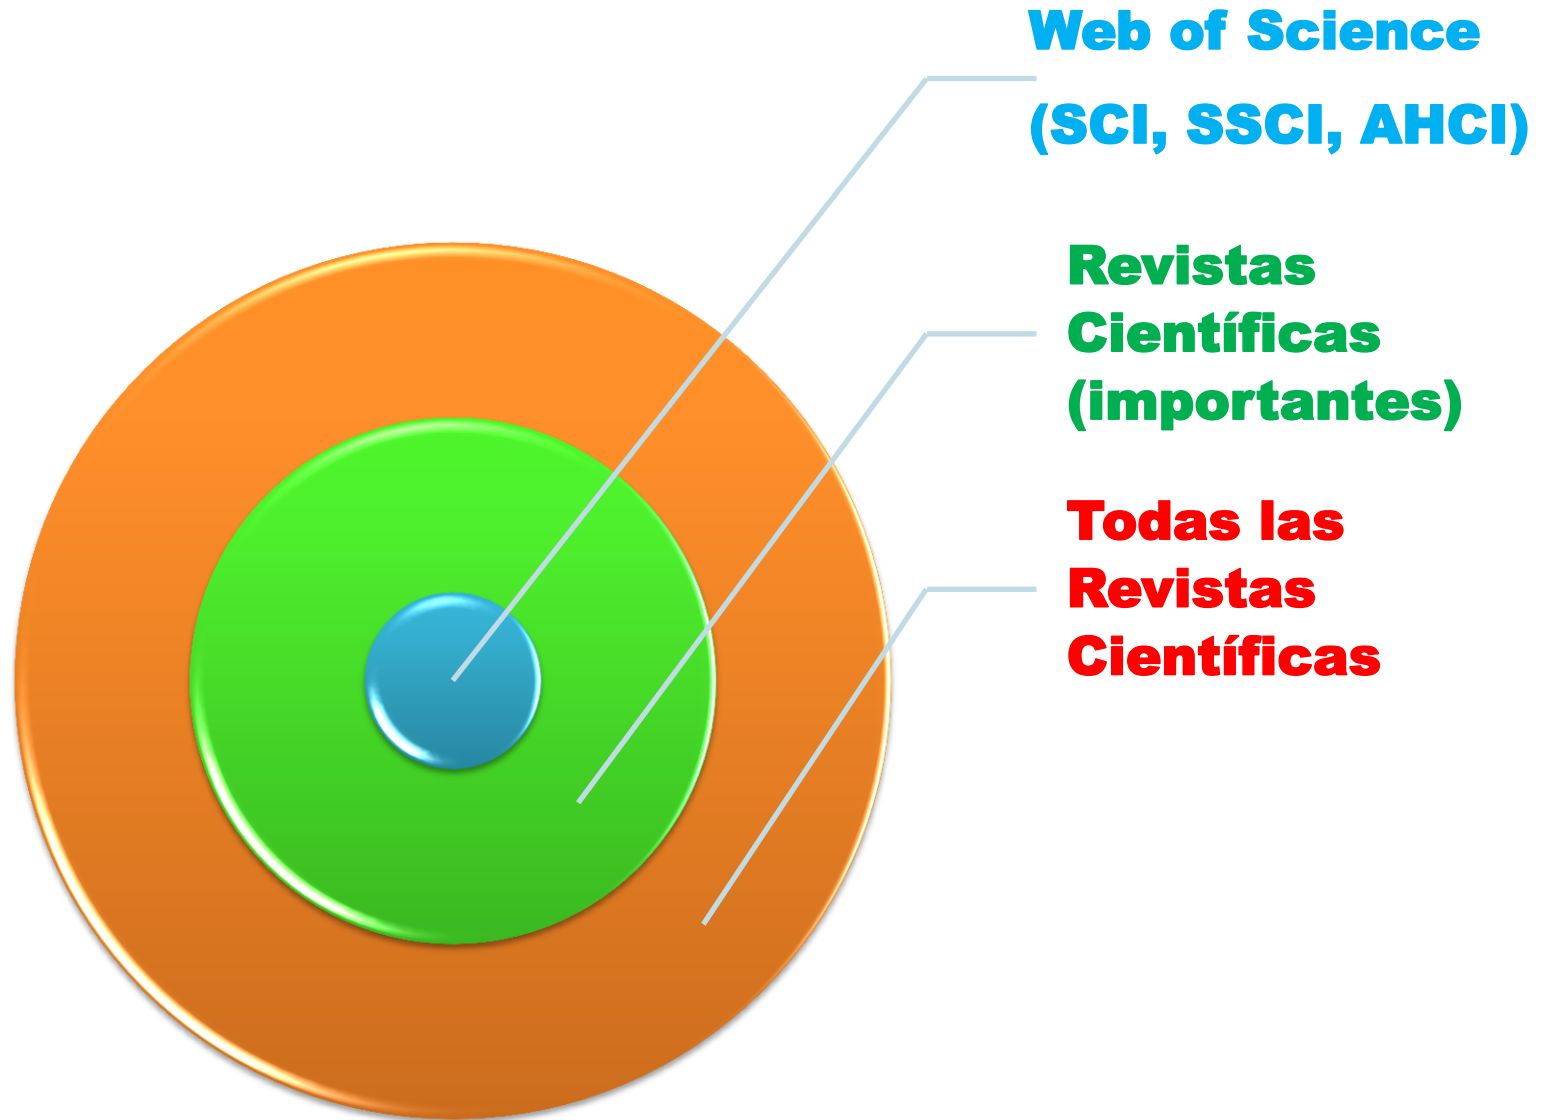 Web of Science
(SCI, SSCI, AHCI)
Revistas
Científicas
(importantes)
Todas las
Revistas
Científicas